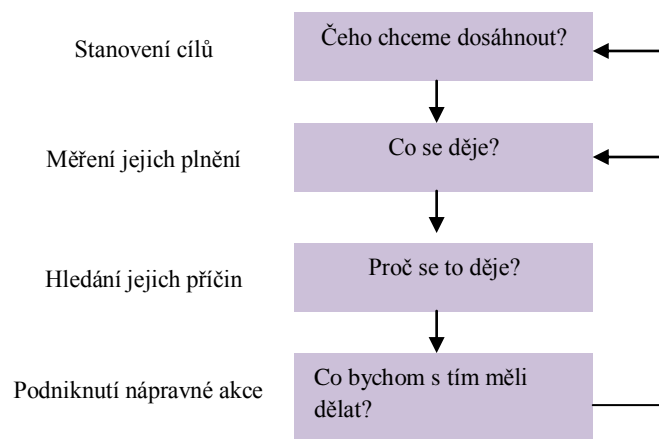 Stanovení cílů
Čeho chceme dosáhnout?
Měření jejich plnění
Co se děje?
Hledání jejich příčin
Proč se to děje?
Podniknutí nápravné akce
Co bychom s tím měli
dělat?